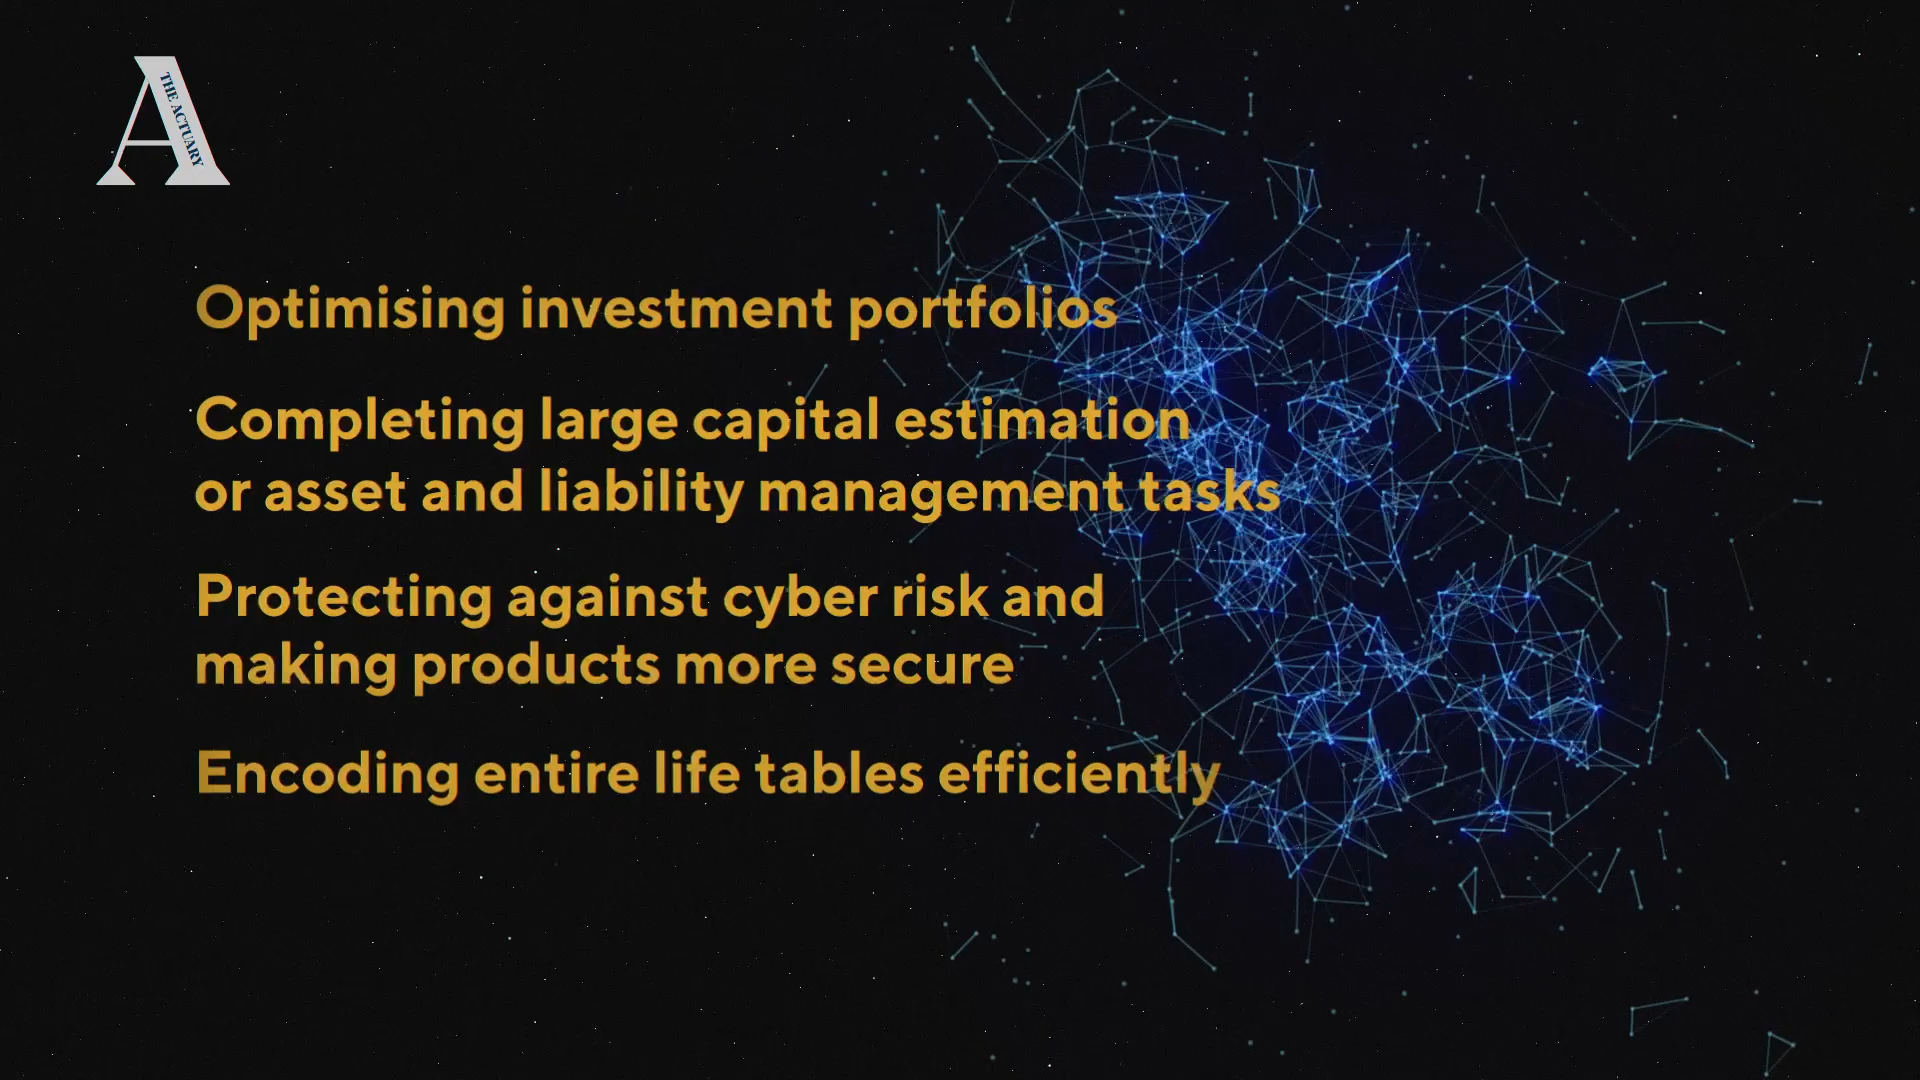 THE ACTUARY
Optimising investment portfolios
Completing large capital estimation
or asset and liability management tasks
Protecting against cyber risk and
making products more secure
Encoding entire life tables efficiently